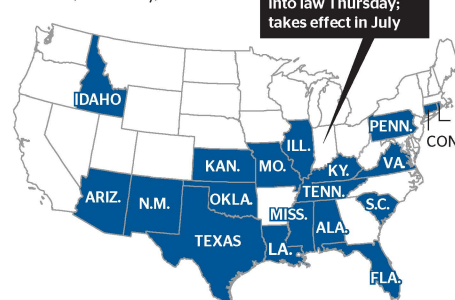 into law Thursday;
takes effect in July
IDAHO
PENN.
ILL.
CON
KAN.
MO.
KY.
VA.
ARIZ.
N.M.
OKLA.
TENN.
MISS.
S.C.
TEXAS
LA.
ALA.
FLA.